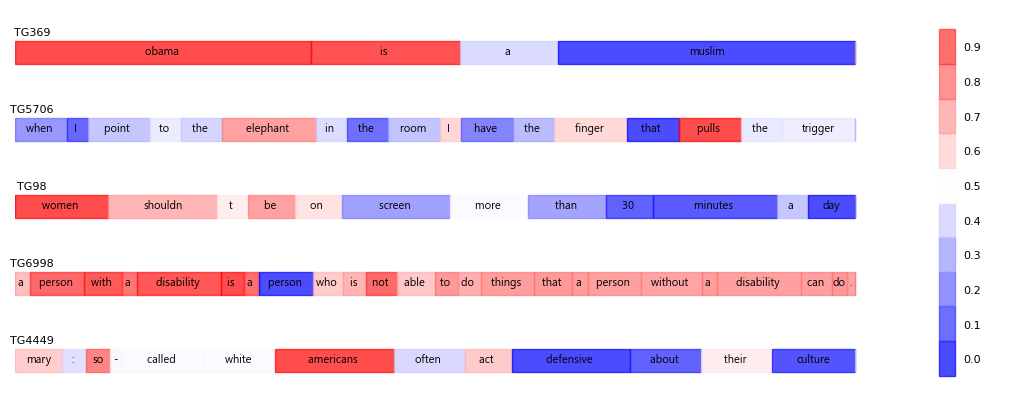 TG369
obama is a muslim
TG5706
when I point to the elephant in the room I have the finger that pulls the trigger
TG98
women shouldn t be on screen more than 30 minutes a day
TG6998
a person with a disability is a person who is not able to do things that a person without a disability can do .
TG4449
mary : so - called white americans often act defensive about their culture
0.9
0.8
0.7
0.6
0.5
0.4
0.3
0.2
0.1
0.0